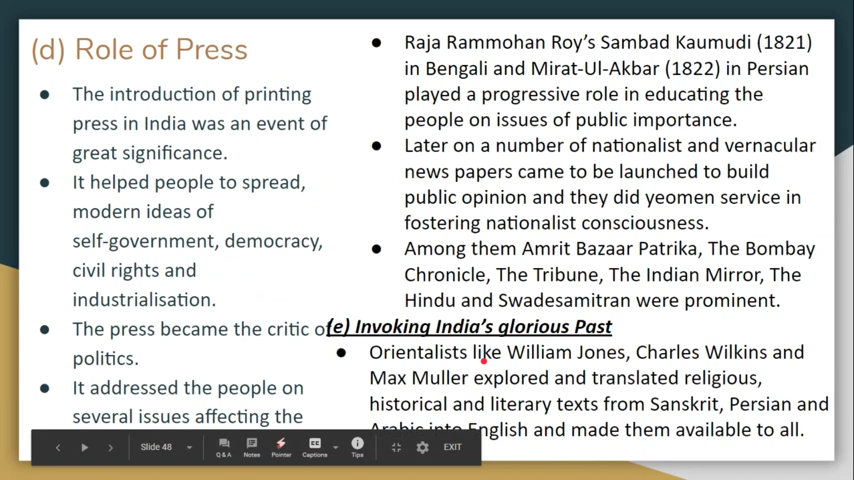 (d) Role of Press
● The introduction of printing
press in India was an event of
great significance.
● It helped people to spread,
modern ideas of
self-government, democracy,
civil rights and
industrialisation.
● The press became the critic of
politics.
● It addressed the people on
several issues affecting the
● Raja Rammohan Roy's Sambad Kaumudi (1821)
in Bengali and Mirat-Ul-Akbar (1822) in Persian
played a progressive role in educating the
people on issues of public importance.
● Later on a number of nationalist and vernacular
news papers came to be launched to build
public opinion and they did yeomen service in
fostering nationalist consciousness.
● Among them Amrit Bazaar Patrika, The Bombay
Chronicle, The Tribune, The Indian Mirror, The
Hindu and Swadesamitran were prominent.
(e) Invoking India's glorious Past
● Orientalists like William Jones, Charles Wilkins and
Max Muller explored and translated religious,
historical and literary texts from Sanskrit, Persian and
Arabic into English and made them available to all.
Slide 48
Q&A Notes Pointer Captions Tips EXIT